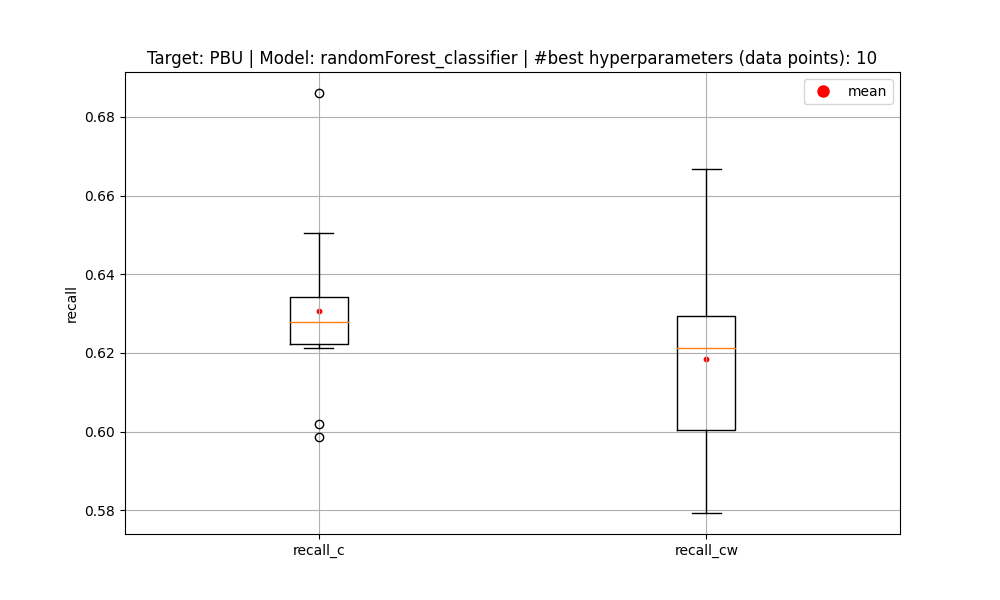 Target: PBU | Model: randomForest_classifier | #best hyperparameters (data points): 10
mean
0.68
0.66
0.64
0.62
0.60
0.58
recall
recall_c
recall_cw